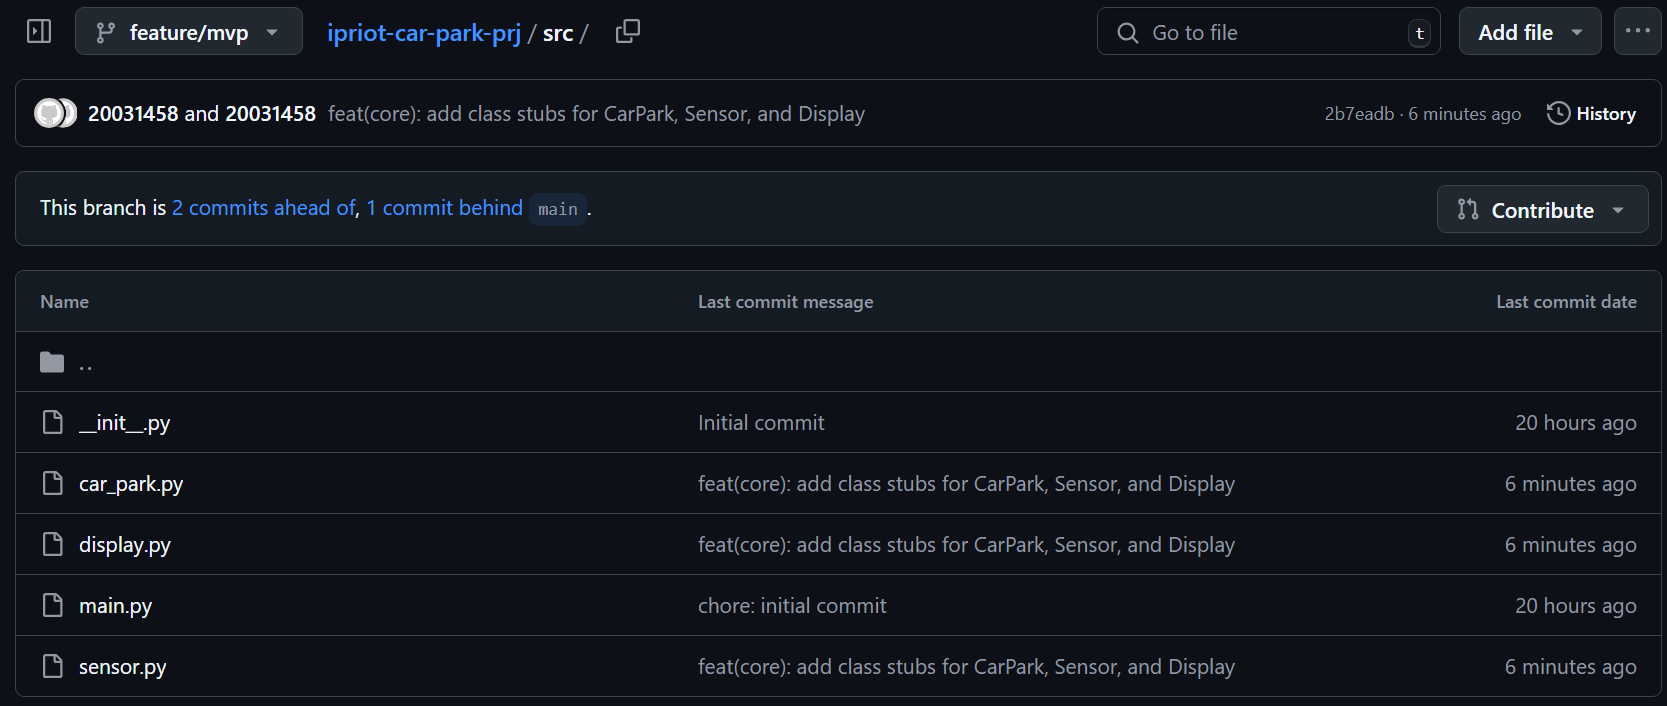 feature/mvp ipriot-car-park-prj / src / Go to file t Add file
20031458 and 20031458 feat(core): add class stubs for CarPark, Sensor, and Display 2b7eadb · 6 minutes ago History
This branch is 2 commits ahead of, 1 commit behind main . Contribute
Name Last commit message Last commit date
..
__init__.py Initial commit 20 hours ago
car_park.py feat(core): add class stubs for CarPark, Sensor, and Display 6 minutes ago
display.py feat(core): add class stubs for CarPark, Sensor, and Display 6 minutes ago
main.py chore: initial commit 20 hours ago
sensor.py feat(core): add class stubs for CarPark, Sensor, and Display 6 minutes ago